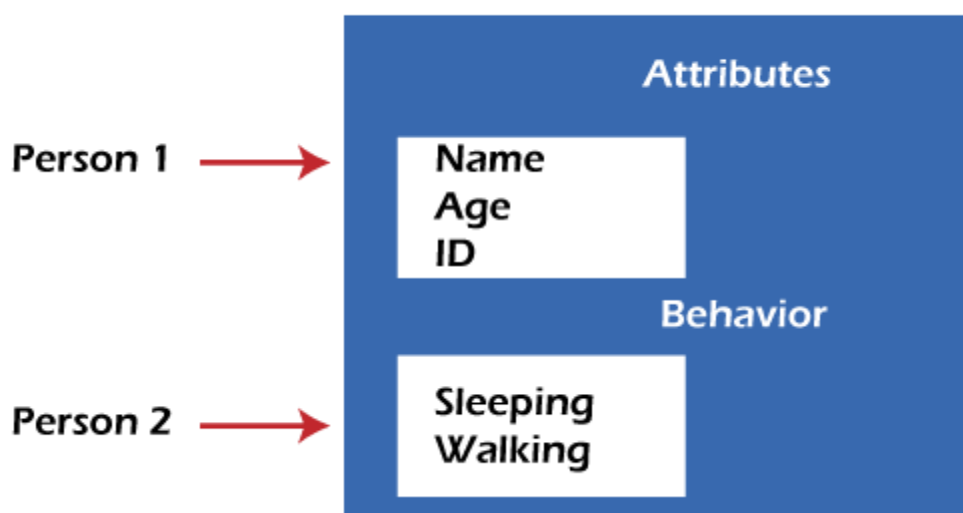 Attributes
Person 1
Name
Age
ID
Behavior
Person 2
Sleeping
Walking